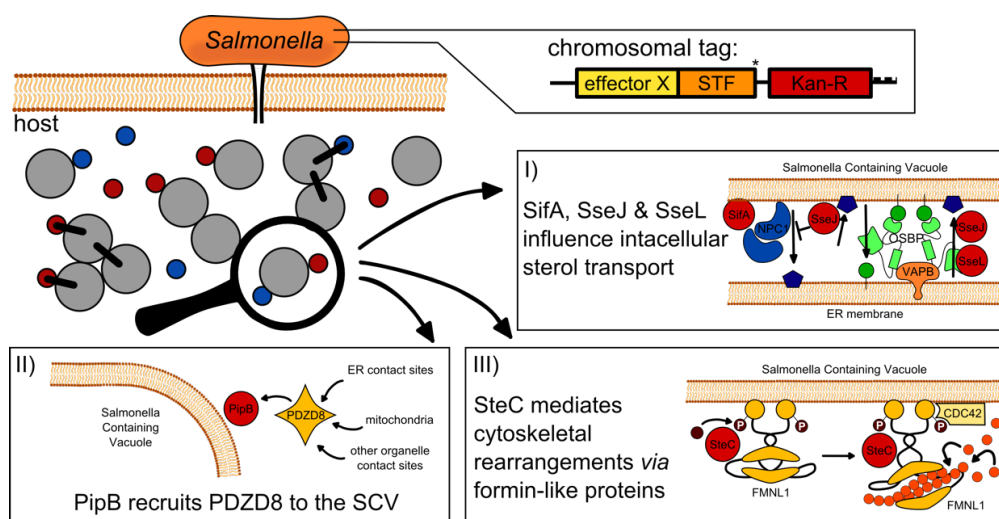 Salmonella
chromosomal tag:
*
effector X
STF
Kan-R
host
I)
Salmonella Containing Vacuole
SifA, SseJ & SseL
influence intacellular
sterol transport
SifA
NPC1
SseJ
OSBP
SseJ
SseL
VAPB
ER membrane
II)
Salmonella
Containing
Vacuole
PipB
PDZD8
ER contact sites
mitochondria
other organelle
contact sites
PipB recruits PDZD8 to the SCV
III)
Salmonella Containing Vacuole
SteC mediates
cytoskeletal
rearrangements via
formin-like proteins
P
P
SteC
FMNL1
CDC42
P
P
SteC
FMNL1